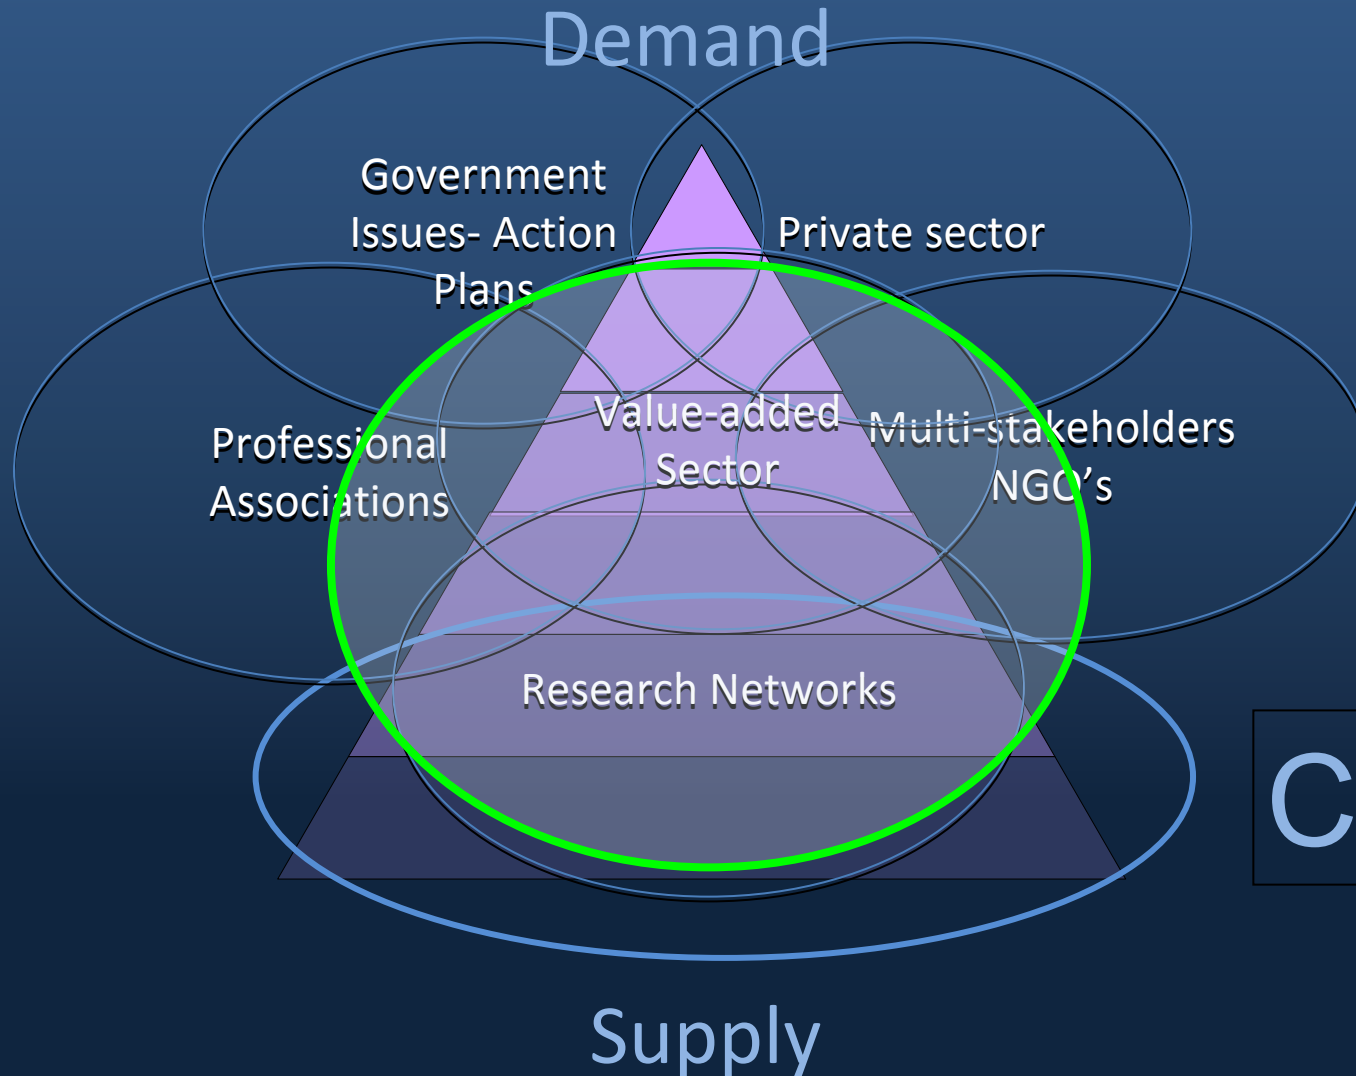 Demand
Government
Issues- Action
Plans
Private sector
Value-added
Sector
Professional
Associations
Multi-stakeholders
NGO’s
Research Networks
C
Supply